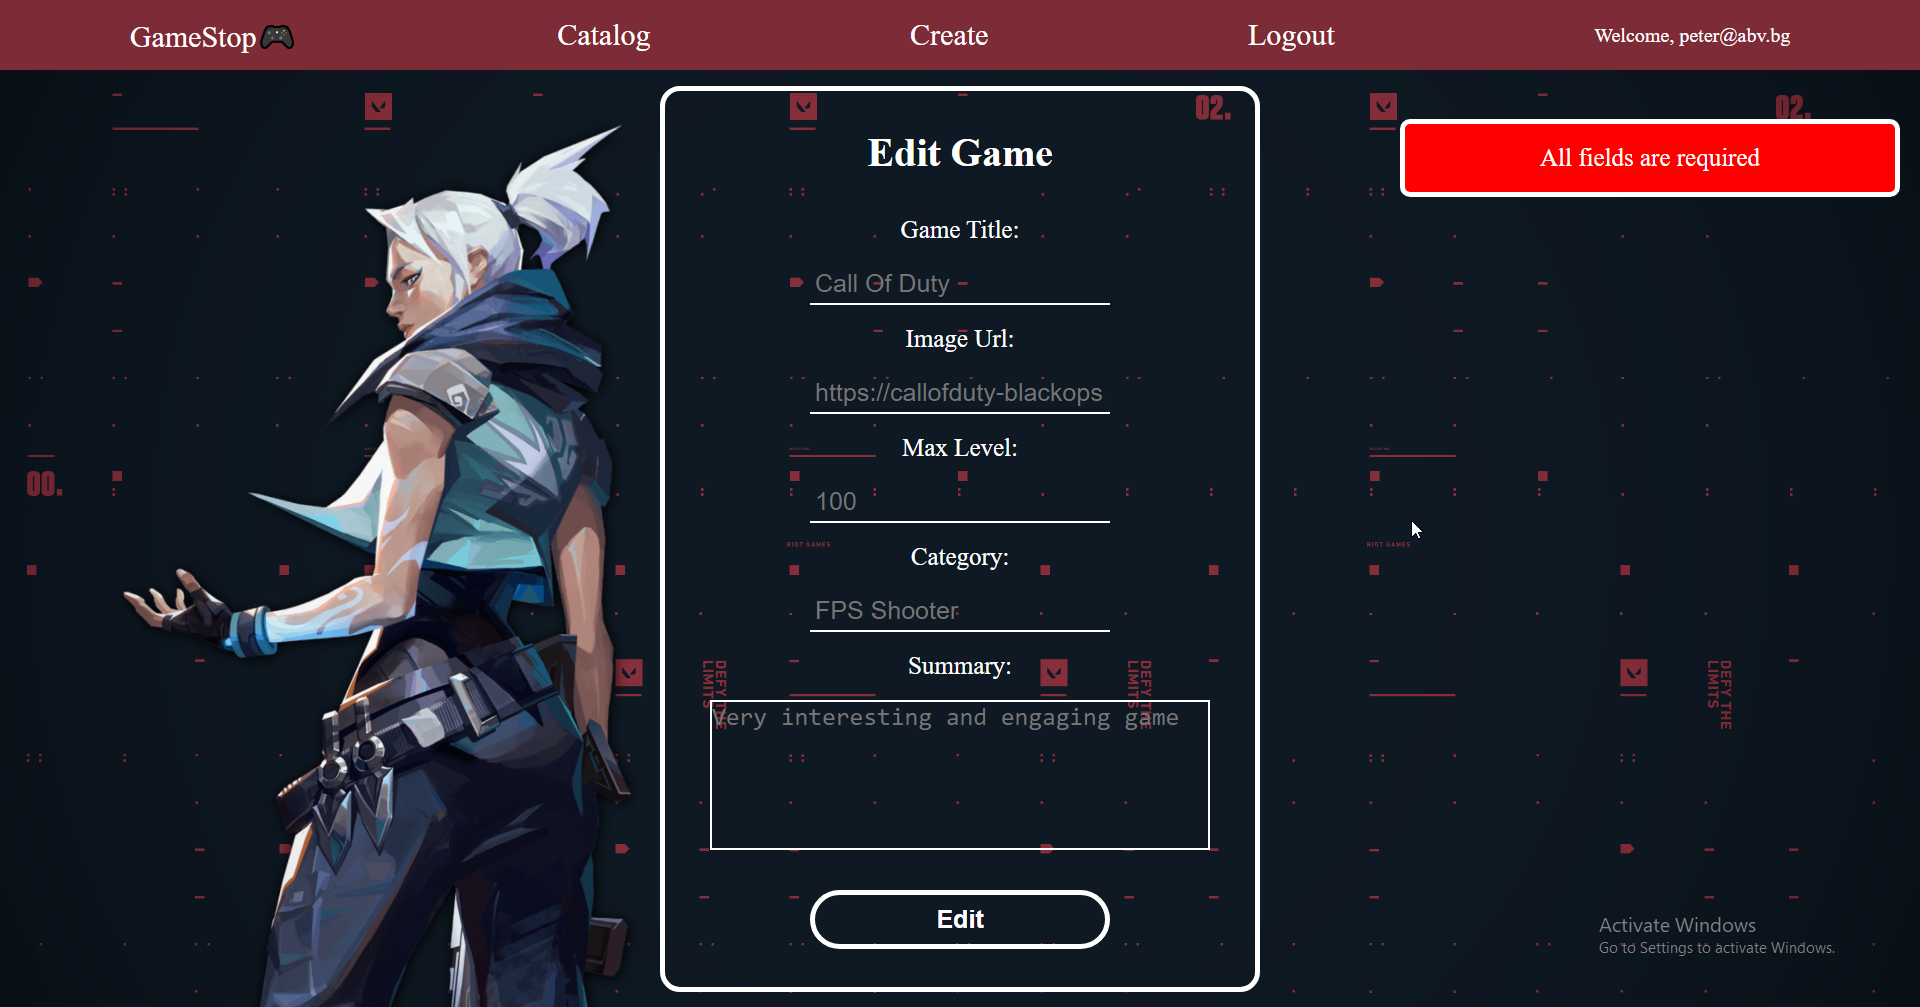 GameStop
Catalog
Create
Logout
Welcome, peter@abv.bg
02.
02.
All fields are required
Edit Game
Game Title:
Call Of Duty
Image Url:
https://callofduty-blackops
Max Level:
100
00.
RIOT GAMES
RIOT GAMES
Category:
FPS Shooter
Summary:
DEFY THE
LIMITS
DEFY THE
LIMITS
DEFY THE
LIMITS
Very interesting and engaging game
Edit
Activate Windows
Go to Settings to activate Windows.